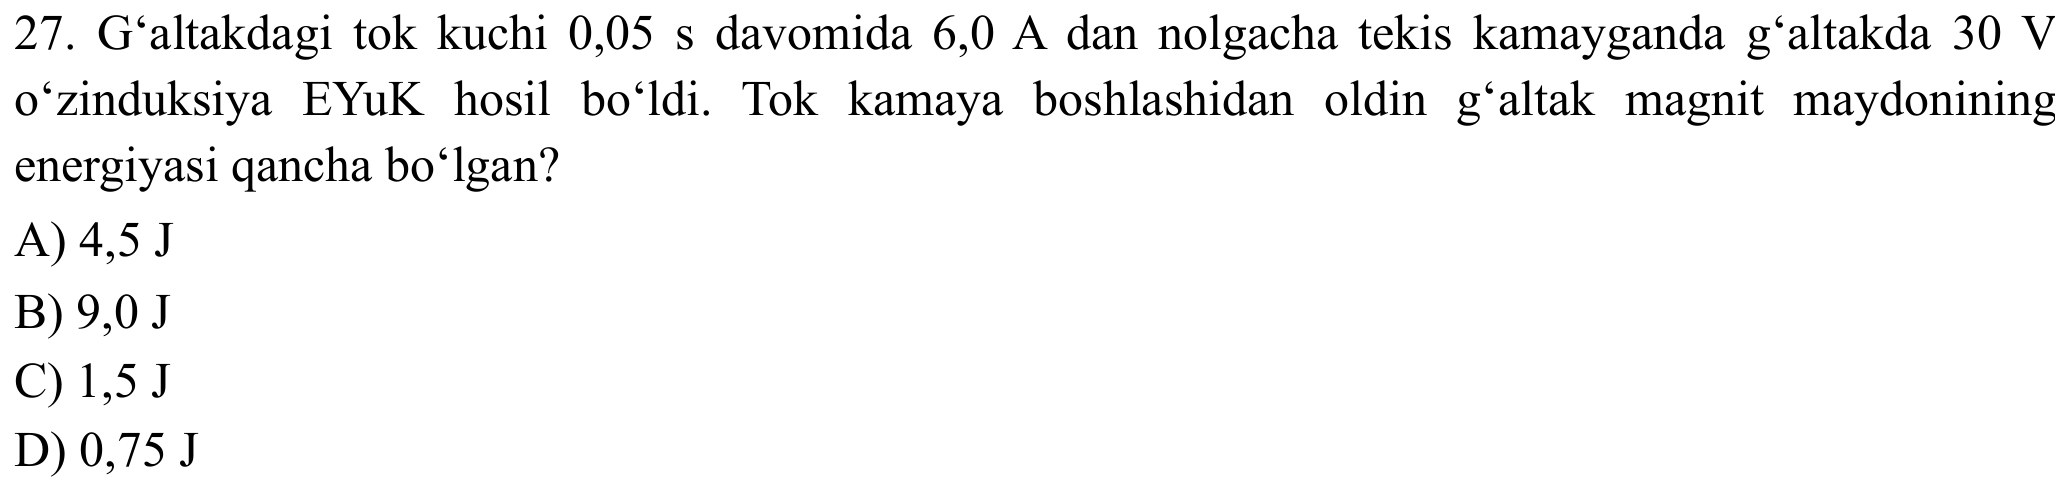 27. G‘altakdagi tok kuchi 0,05 s davomida 6,0 A dan nolgacha tekis kamayganda g‘altakda 30 V
o‘zinduksiya EYuK hosil bo‘ldi. Tok kamaya boshlashidan oldin g‘altak magnit maydonining
energiyasi qancha bo‘lgan?
A) 4,5 J
B) 9,0 J
C) 1,5 J
D) 0,75 J